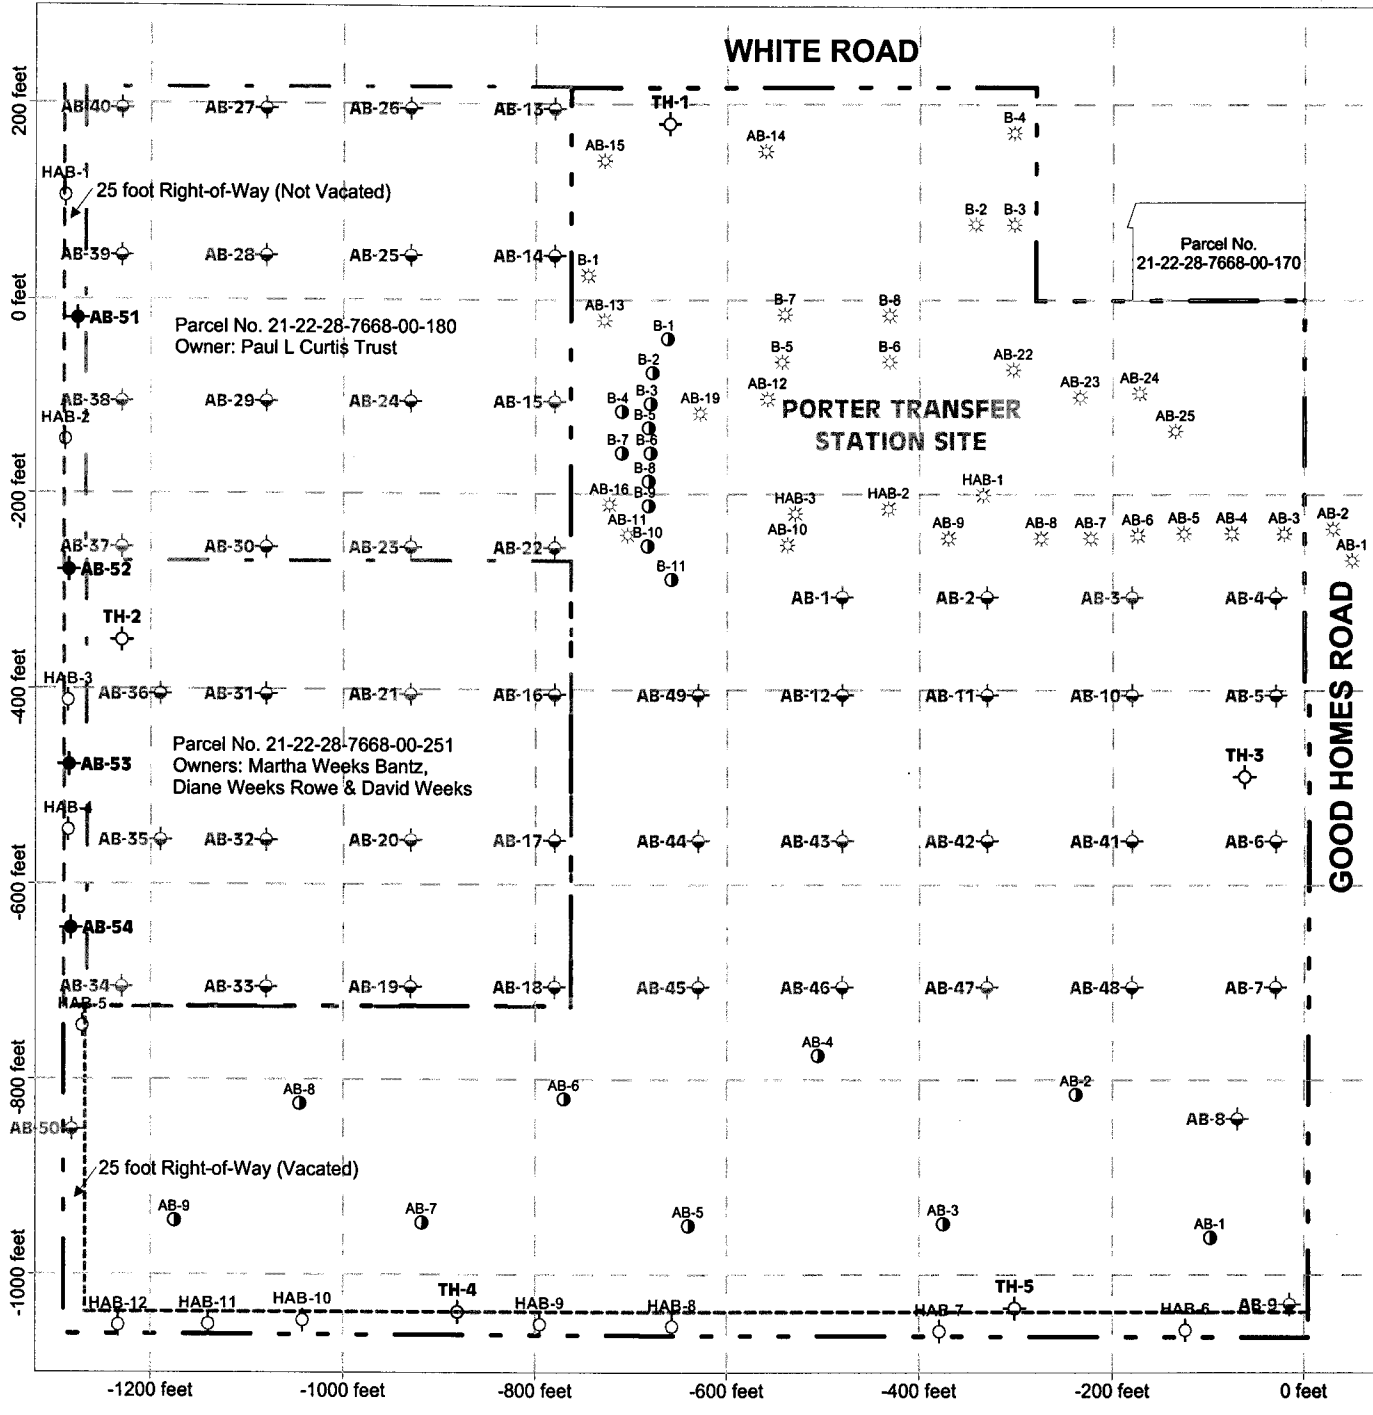 WHITE ROAD
200 feet
AB-40
AB-27
AB-26
AB-13
TH-1
B-4
AB-14
AB-15
HAB-1
25 foot Right-of-Way (Not Vacated)
B-2
B-3
Parcel No.
21-22-28-7668-00-170
AB-39
AB-28
AB-25
AB-14
B-1
0 feet
AB-51
Parcel No. 21-22-28-7668-00-180
Owner: Paul L Curtis Trust
AB-13
B-7
B-8
B-1
B-2
B-5
B-6
AB-22
AB-38
AB-29
AB-24
AB-15
B-4
B-3
AB-19
AB-12
AB-23
AB-24
HAB-2
B-5
PORTER TRANSFER
STATION SITE
AB-25
B-7
B-6
B-8
-200 feet
AB-16
B-9
HAB-3
HAB-2
HAB-1
AB-11
B-10
AB-10
AB-9
AB-8
AB-7
AB-6
AB-5
AB-4
AB-3
AB-2
AB-1
AB-37
AB-30
AB-23
AB-22
AB-52
B-11
AB-1
AB-2
AB-3
AB-4
TH-2
GOOD HOMES ROAD
HAB-3
-400 feet
AB-36
AB-31
AB-21
AB-16
AB-49
AB-12
AB-11
AB-10
AB-5
AB-53
Parcel No. 21-22-28-7668-00-251
Owners: Martha Weeks Bantz,
Diane Weeks Rowe & David Weeks
TH-3
HAB-4
AB-35
AB-32
AB-20
AB-17
AB-44
AB-43
AB-42
AB-41
AB-6
-600 feet
AB-54
AB-34
AB-33
AB-19
AB-18
AB-45
AB-46
AB-47
AB-48
AB-7
HAB-5
AB-4
-800 feet
AB-8
AB-6
AB-2
AB-50
AB-8
25 foot Right-of-Way (Vacated)
AB-9
AB-7
AB-5
AB-3
AB-1
-1000 feet
HAB-12
HAB-11
HAB-10
TH-4
HAB-9
HAB-8
HAB-7
TH-5
HAB-6
AB-9
-1200 feet
-1000 feet
-800 feet
-600 feet
-400 feet
-200 feet
0 feet